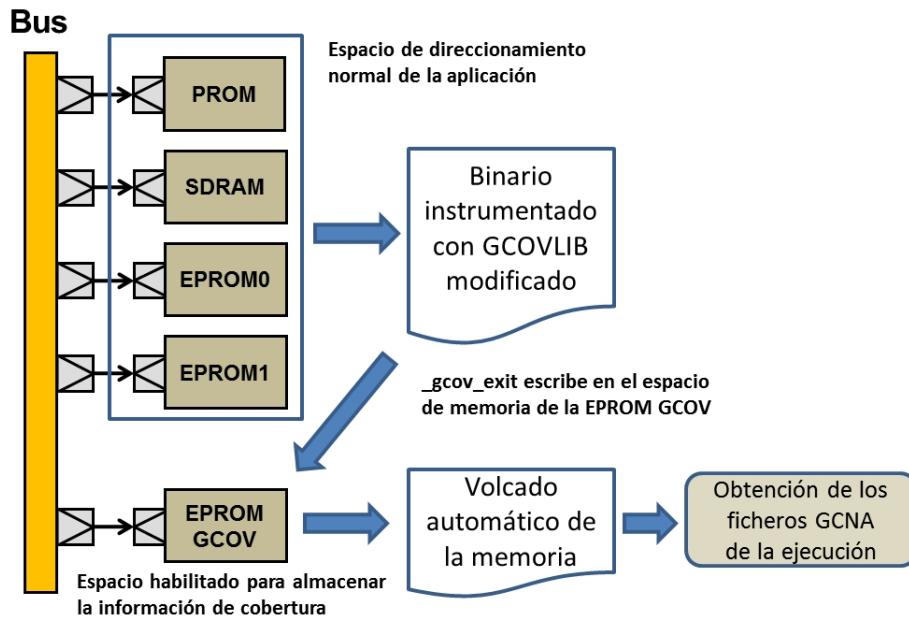 Bus
Espacio de direccionamiento
normal de la aplicación
PROM
SDRAM
EPROM0
EPROM1
Binario
instrumentado
con GCOVLIB
modificado
_gcov_exit escribe en el espacio
de memoria de la EPROM GCOV
EPROM
GCOV
Volcado
automático de
la memoria
Obtención de los
ficheros GCNA
de la ejecución
Espacio habilitado para almacenar
la información de cobertura